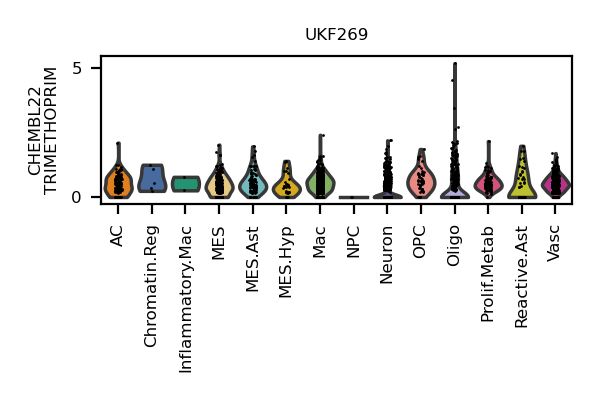 UKF269
CHEMBL22
TRIMETHOPRIM
5
0
AC
Chromatin.Reg
Inflammatory.Mac
MES
MES.Ast
MES.Hyp
Mac
NPC
Neuron
OPC
Oligo
Prolif.Metab
Reactive.Ast
Vasc